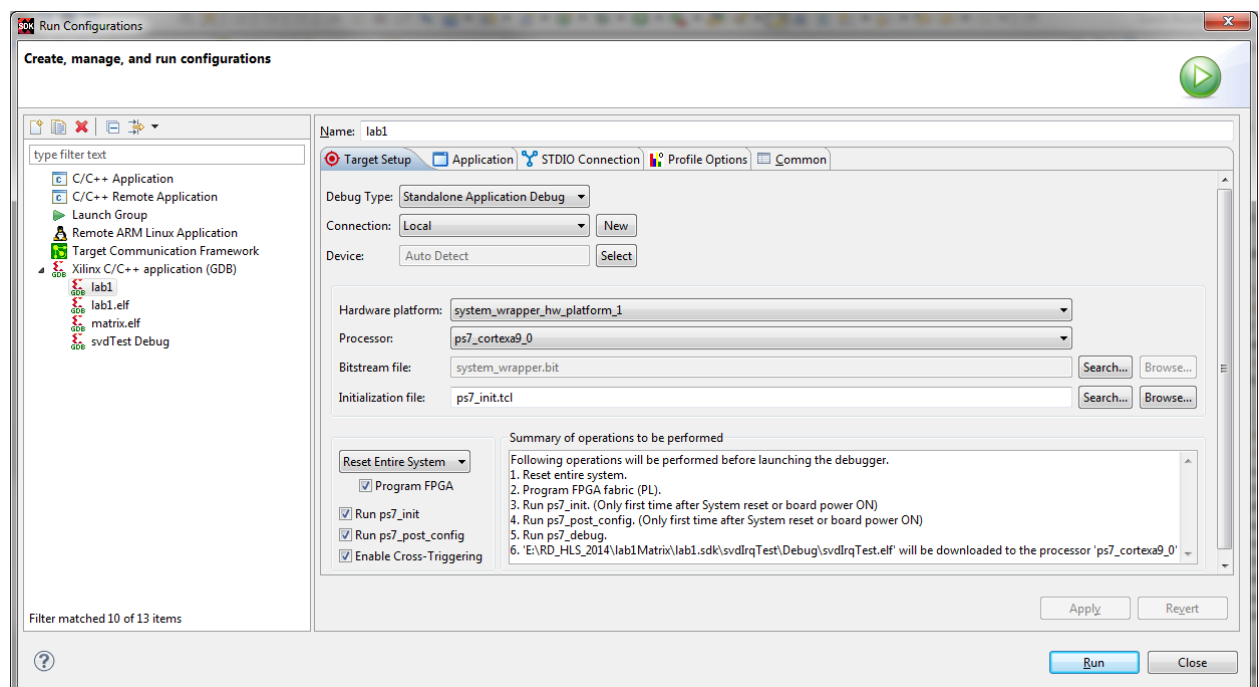 SDK Run Configurations
Create, manage, and run configurations
type filter text
C/C++ Application
C/C++ Remote Application
Launch Group
Remote ARM Linux Application
Target Communication Framework
Xilinx C/C++ application (GDB)
lab1
lab1.elf
matrix.elf
svdTest Debug
Filter matched 10 of 13 items
Name: lab1
Target Setup Application STDIO Connection Profile Options Common
Debug Type: Standalone Application Debug
Connection: Local New
Device: Auto Detect Select
Hardware platform: system_wrapper_hw_platform_1
Processor: ps7_cortexa9_0
Bitstream file: system_wrapper.bit Search... Browse...
Initialization file: ps7_init.tcl Search... Browse...
Reset Entire System
Program FPGA
Run ps7_init
Run ps7_post_config
Enable Cross-Triggering
Summary of operations to be performed
Following operations will be performed before launching the debugger.
1. Reset entire system.
2. Program FPGA fabric (PL).
3. Run ps7_init. (Only first time after System reset or board power ON)
4. Run ps7_post_config. (Only first time after System reset or board power ON)
5. Run ps7_debug.
6. 'E:\RD_HLS_2014\lab1Matrix\lab1.sdk\svdIrqTest\Debug\svdIrqTest.elf' will be downloaded to the processor 'ps7_cortexa9_0'
Apply Revert
? Run Close